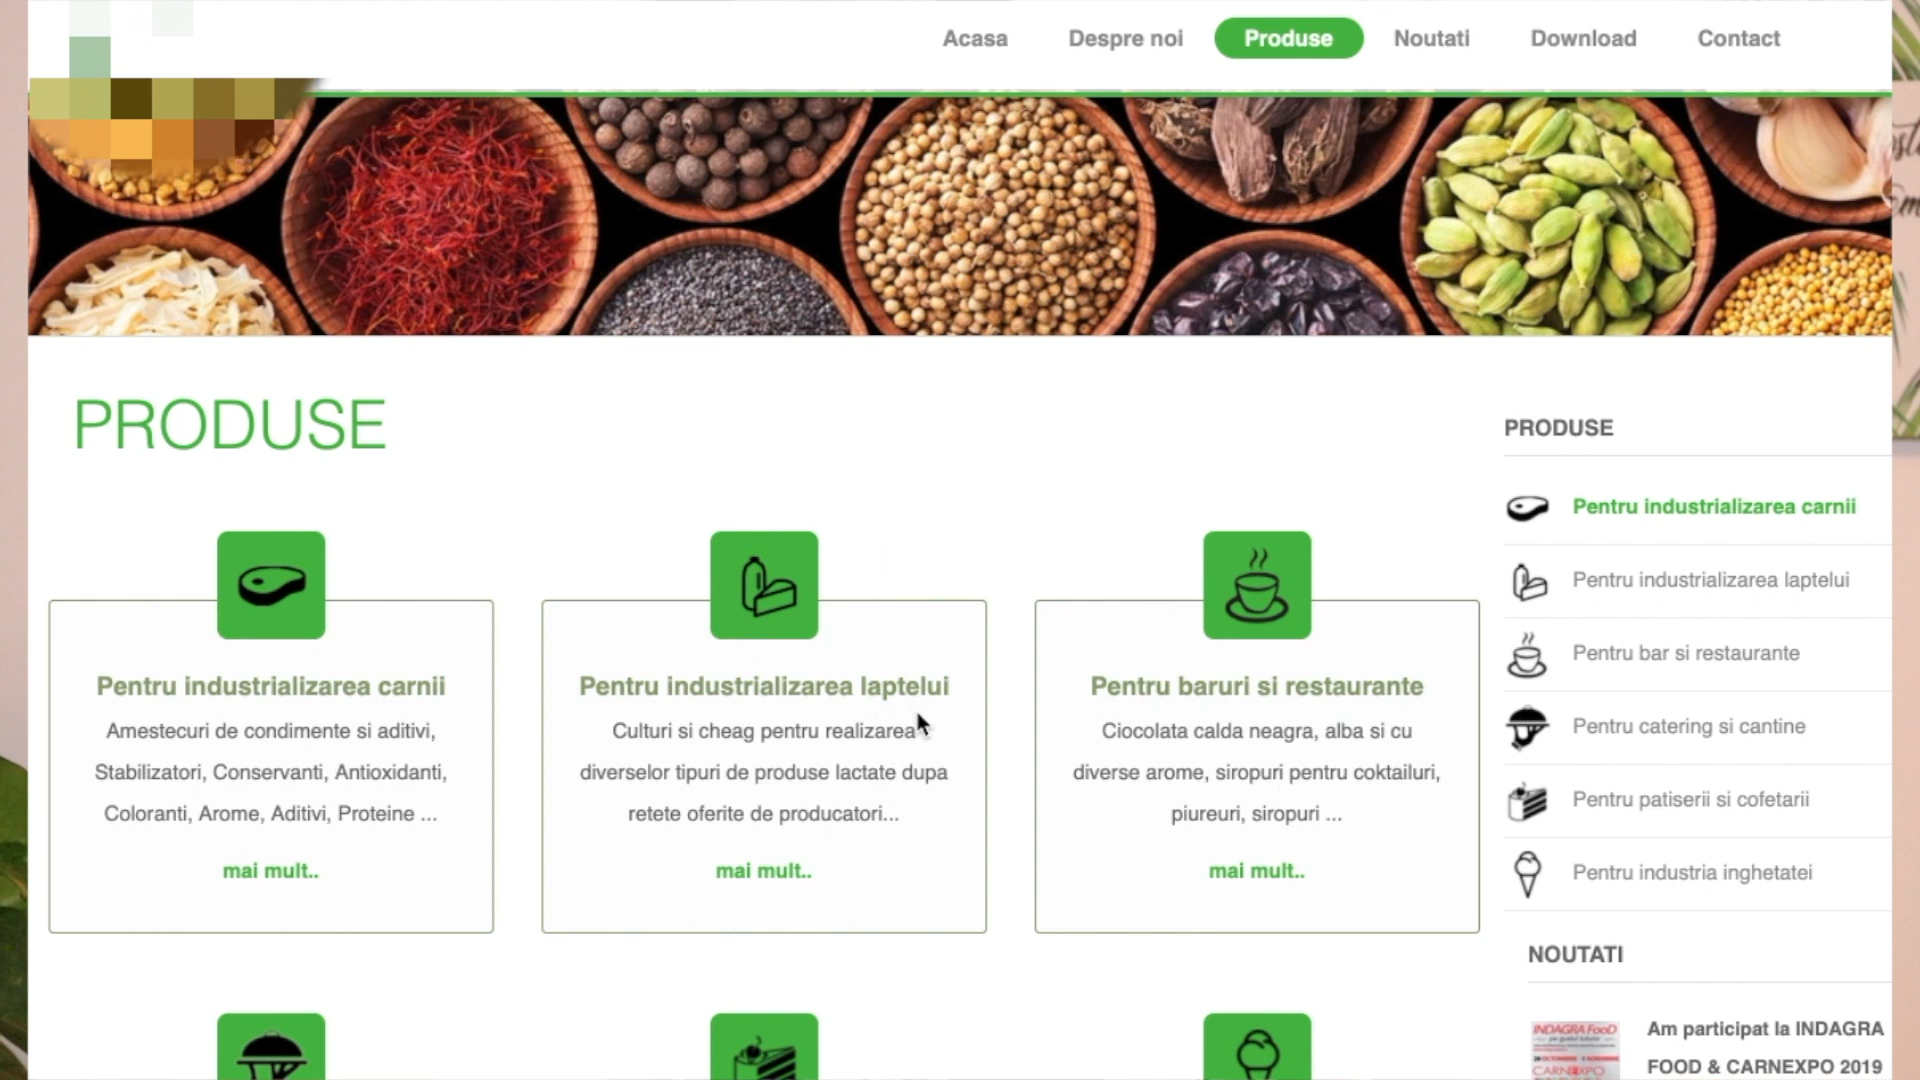 Acasa Despre noi Produse Noutati Download Contact
PRODUSE
Pentru industrializarea carnii
Amestecuri de condimente si aditivi,
Stabilizatori, Conservanti, Antioxidanti,
Coloranti, Arome, Aditivi, Proteine ...
mai mult..
Pentru industrializarea laptelui
Culturi si cheag pentru realizarea
diverselor tipuri de produse lactate dupa
retete oferite de producatori...
mai mult..
Pentru baruri si restaurante
Ciocolata calda neagra, alba si cu
diverse arome, siropuri pentru coktailuri,
piureuri, siropuri ...
mai mult..
PRODUSE
Pentru industrializarea carnii
Pentru industrializarea laptelui
Pentru bar si restaurante
Pentru catering si cantine
Pentru patiserii si cofetarii
Pentru industria inghetatei
NOUTATI
INDAGRA FooD
CARNEXPO
Am participat la INDAGRA
FOOD & CARNEXPO 2019